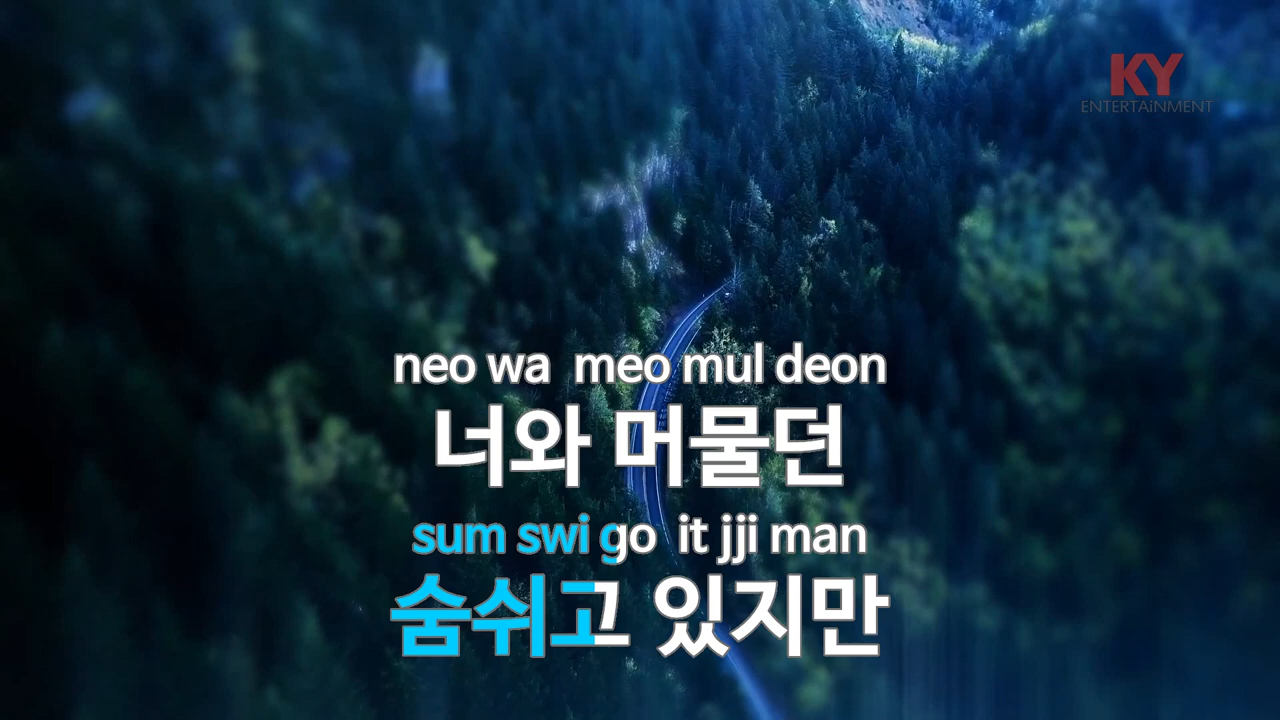 KY
ENTERTAiNMENT
neo wa meo mul deon
너와 머물던
sum swi go it jji man
숨쉬고 있지만